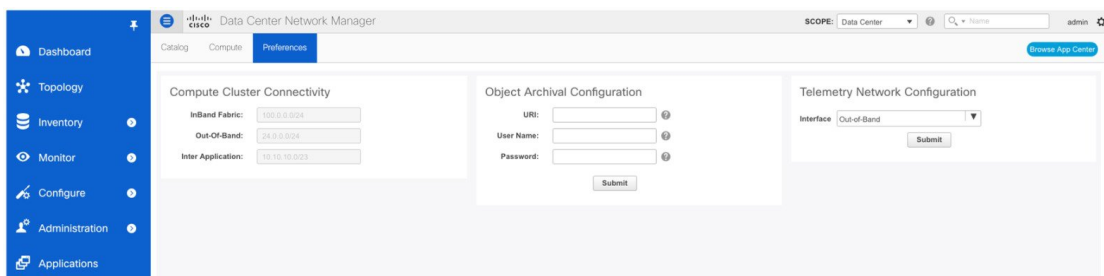 cisco Data Center Network Manager
SCOPE: Data Center
Name
admin
Dashboard
Topology
Inventory
Monitor
Configure
Administration
Applications
Catalog Compute Preferences
Browse App Center
Compute Cluster Connectivity
InBand Fabric: 100.0.0.0/24
Out-Of-Band: 24.0.0.0/24
Inter Application: 10.10.10.0/23
Object Archival Configuration
URI:
User Name:
Password:
Submit
Telemetry Network Configuration
Interface Out-of-Band
Submit